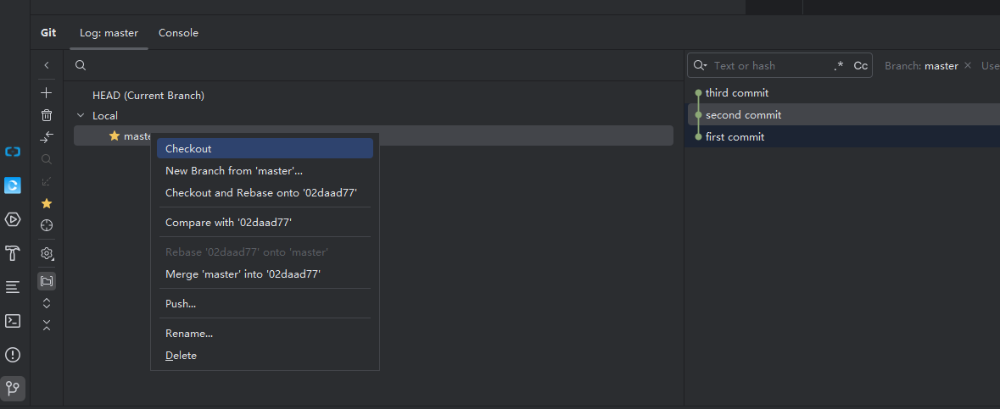 Git Log: master Console
Text or hash .* Cc Branch: master Use
HEAD (Current Branch)
Local
maste
Checkout
New Branch from 'master'...
Checkout and Rebase onto '02daad77'
Compare with '02daad77'
Rebase '02daad77' onto 'master'
Merge 'master' into '02daad77'
Push...
Rename...
Delete
third commit
second commit
first commit